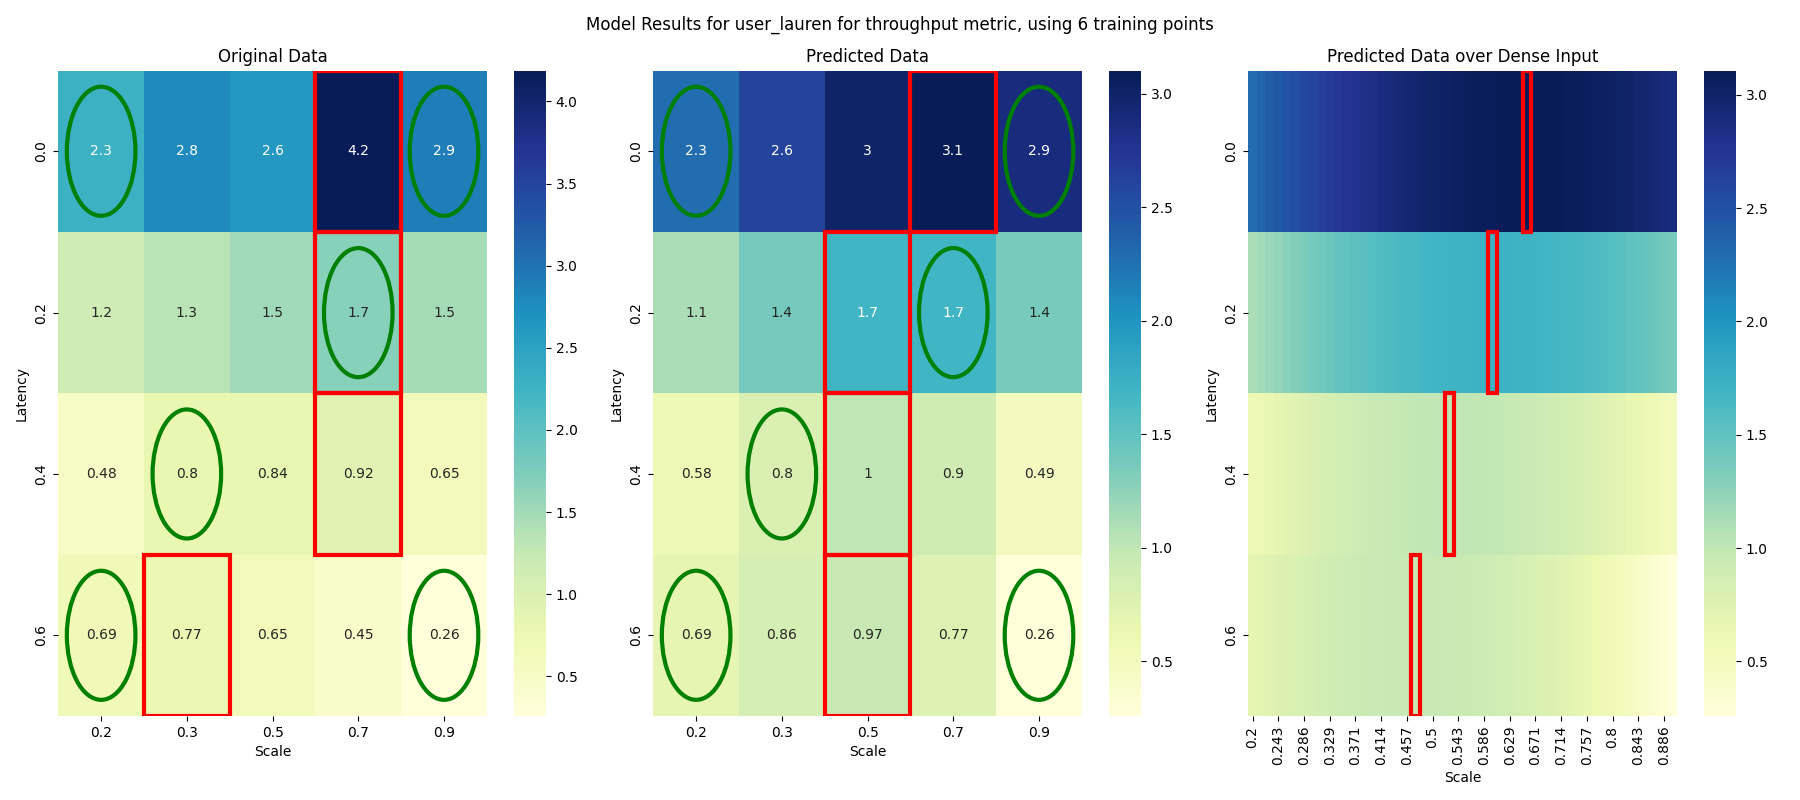 Model Results for user_lauren for throughput metric, using 6 training points
Original Data
Latency
0.0
0.2
0.4
0.6
2.3 2.8 2.6 4.2 2.9
1.2 1.3 1.5 1.7 1.5
0.48 0.8 0.84 0.92 0.65
0.69 0.77 0.65 0.45 0.26
0.2 0.3 0.5 0.7 0.9
Scale
4.0
3.5
3.0
2.5
2.0
1.5
1.0
0.5
Predicted Data
Latency
0.0
0.2
0.4
0.6
2.3 2.6 3 3.1 2.9
1.1 1.4 1.7 1.7 1.4
0.58 0.8 1 0.9 0.49
0.69 0.86 0.97 0.77 0.26
0.2 0.3 0.5 0.7 0.9
Scale
3.0
2.5
2.0
1.5
1.0
0.5
Predicted Data over Dense Input
Latency
0.0
0.2
0.4
0.6
0.2 0.243 0.286 0.329 0.371 0.414 0.457 0.5 0.543 0.586 0.629 0.671 0.714 0.757 0.8 0.843 0.886
Scale
3.0
2.5
2.0
1.5
1.0
0.5